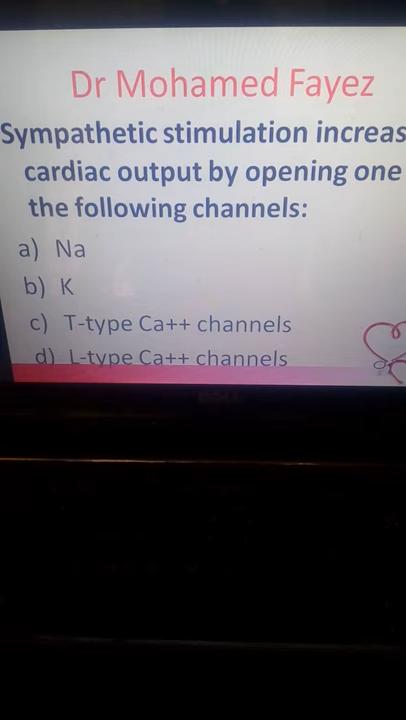 Dr Mohamed Fayez
Sympathetic stimulation increas
cardiac output by opening one
the following channels:
a) Na
b) K
c) T-type Ca++ channels
d) L-type Ca++ channels